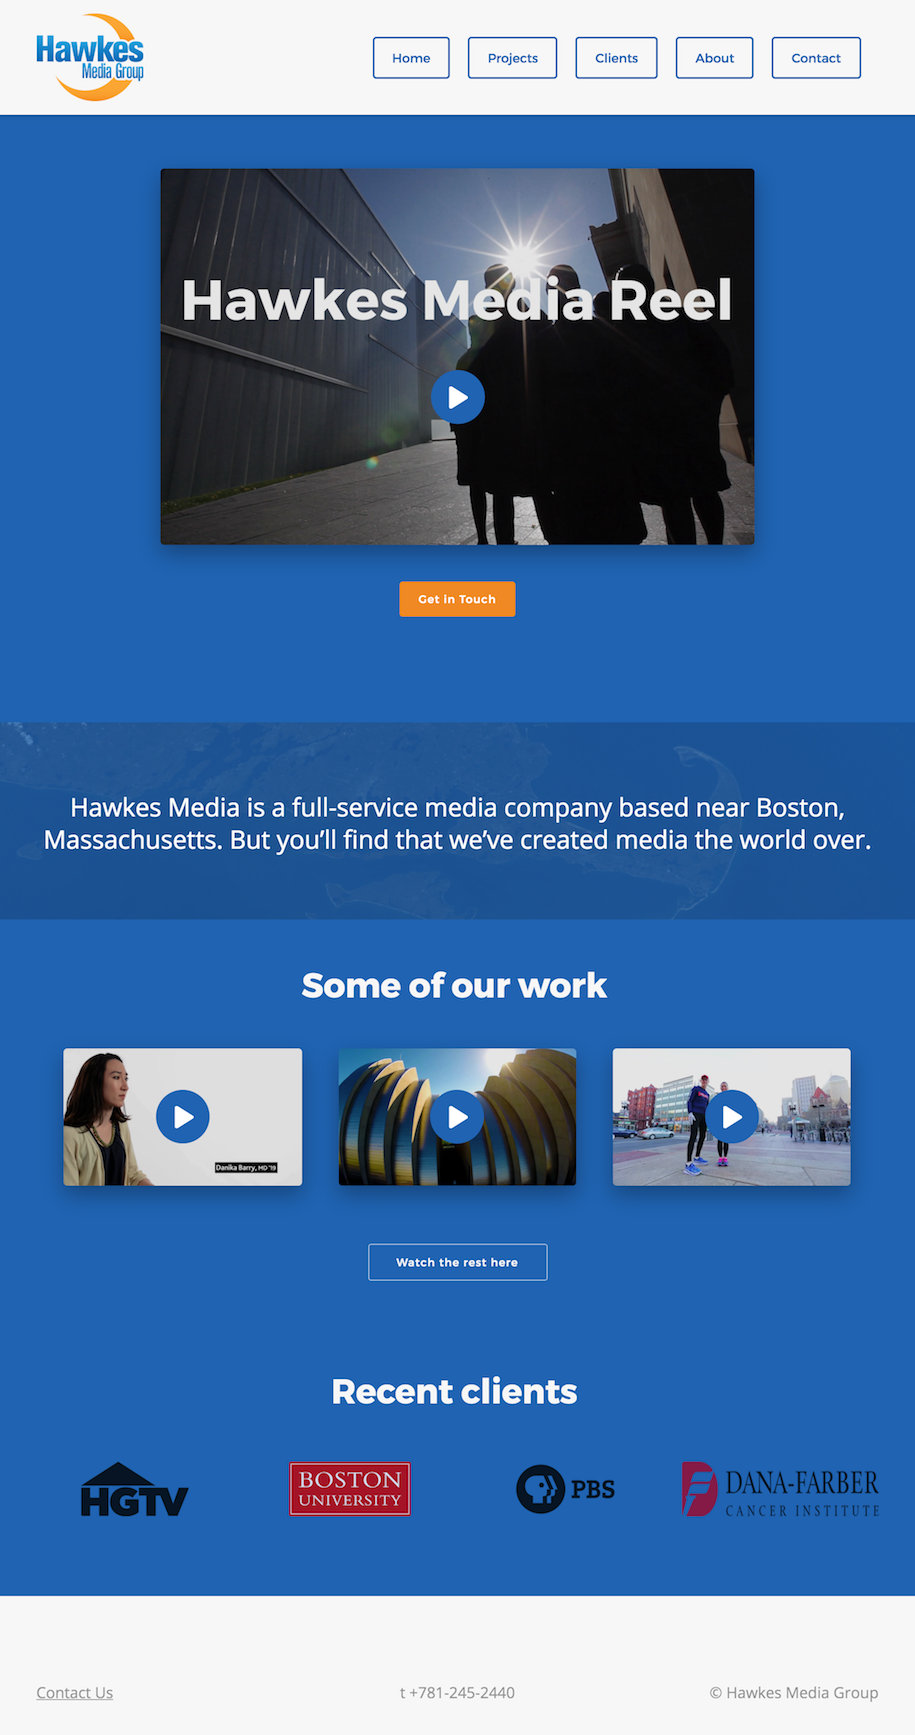 Hawkes
Media Group
Home
Projects
Clients
About
Contact
Hawkes Media Reel
Get in Touch
Hawkes Media is a full-service media company based near Boston,
Massachusetts. But you’ll find that we’ve created media the world over.
Some of our work
Danika Barry, MD '19
Watch the rest here
Recent clients
HGTV
BOSTON
UNIVERSITY
PBS
DANA-FARBER
CANCER INSTITUTE
Contact Us
t +781-245-2440
© Hawkes Media Group